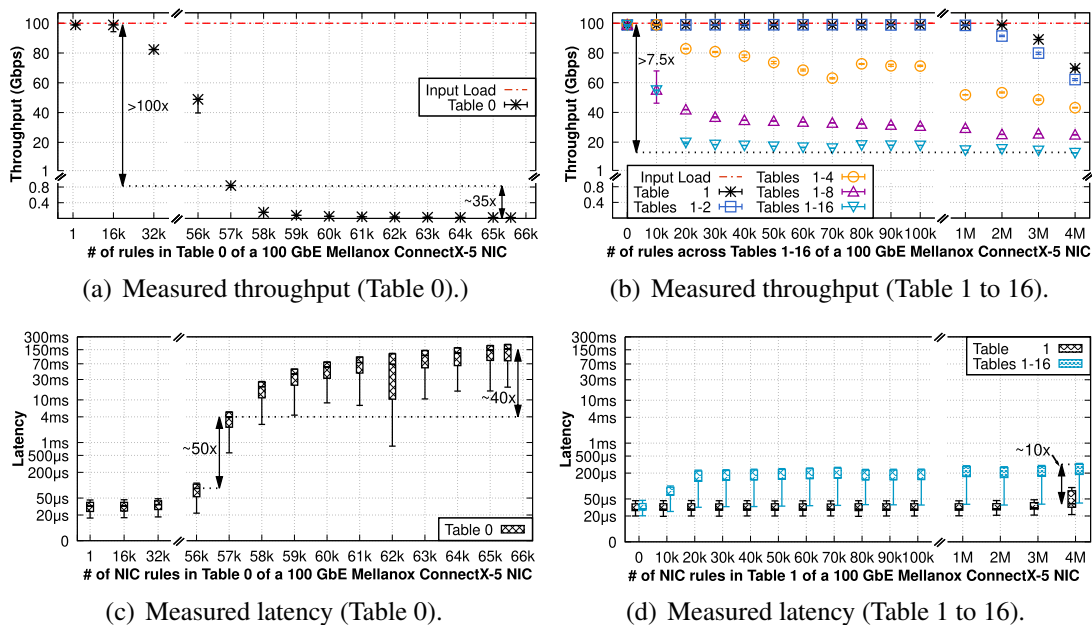 100
80
60
40
20
1
0.8
0.4
Throughput (Gbps)
>100x
~35x
Input Load
Table 0
1 16k 32k 56k 57k 58k 59k 60k 61k 62k 63k 64k 65k 66k
# of rules in Table 0 of a 100 GbE Mellanox ConnectX-5 NIC
(a) Measured throughput (Table 0).)
100
80
60
40
20
1
0.8
0.4
Throughput (Gbps)
>7.5x
Input Load
Table 1
Tables 1-2
Tables 1-4
Tables 1-8
Tables 1-16
0 10k 20k 30k 40k 50k 60k 70k 80k 90k 100k 1M 2M 3M 4M
# of rules across Tables 1-16 of a 100 GbE Mellanox ConnectX-5 NIC
(b) Measured throughput (Table 1 to 16).
300ms
150ms
70ms
30ms
10ms
4ms
1ms
500µs
200µs
50µs
20µs
0
Latency
~50x
~40x
Table 0
1 16k 32k 56k 57k 58k 59k 60k 61k 62k 63k 64k 65k 66k
# of NIC rules in Table 0 of a 100 GbE Mellanox ConnectX-5 NIC
(c) Measured latency (Table 0).
300ms
150ms
70ms
30ms
10ms
4ms
1ms
500µs
200µs
50µs
20µs
0
Latency
Table 1
Tables 1-16
~10x
0 10k 20k 30k 40k 50k 60k 70k 80k 90k 100k 1M 2M 3M 4M
# of NIC rules in Table 1 of a 100 GbE Mellanox ConnectX-5 NIC
(d) Measured latency (Table 1 to 16).